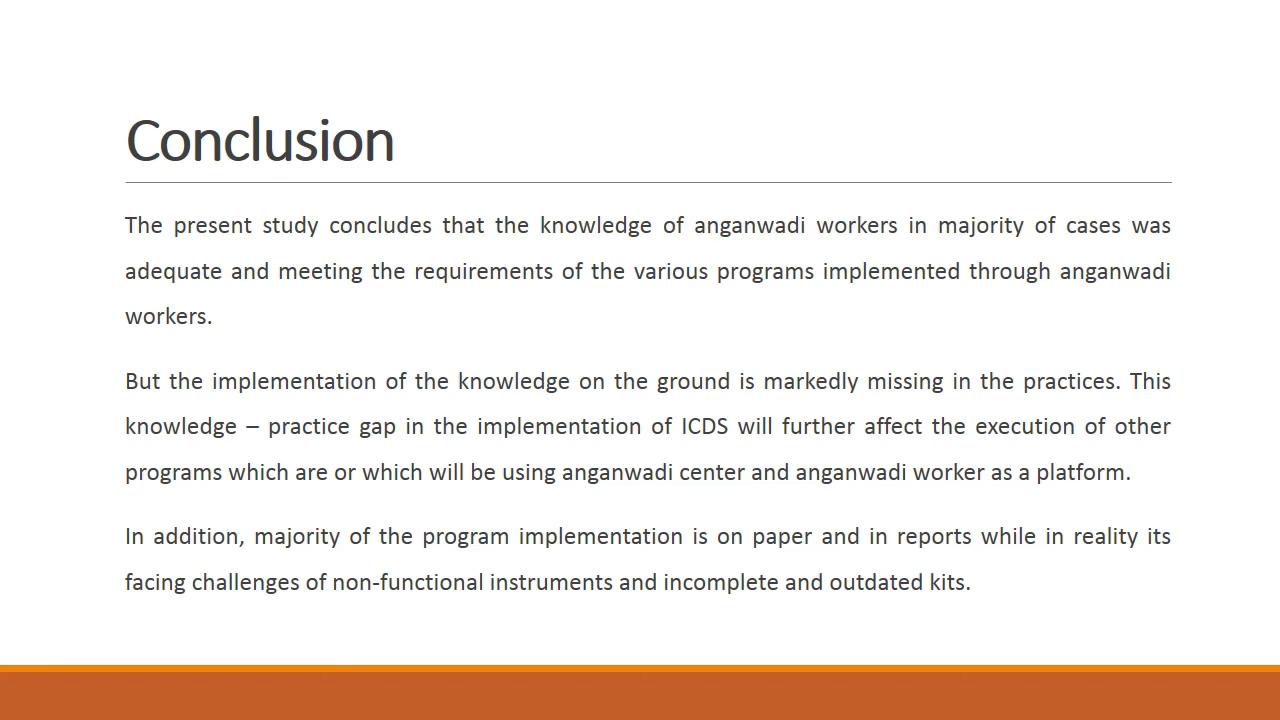 Conclusion
The present study concludes that the knowledge of anganwadi workers in majority of cases was
adequate and meeting the requirements of the various programs implemented through anganwadi
workers.
But the implementation of the knowledge on the ground is markedly missing in the practices. This
knowledge – practice gap in the implementation of ICDS will further affect the execution of other
programs which are or which will be using anganwadi center and anganwadi worker as a platform.
In addition, majority of the program implementation is on paper and in reports while in reality its
facing challenges of non-functional instruments and incomplete and outdated kits.